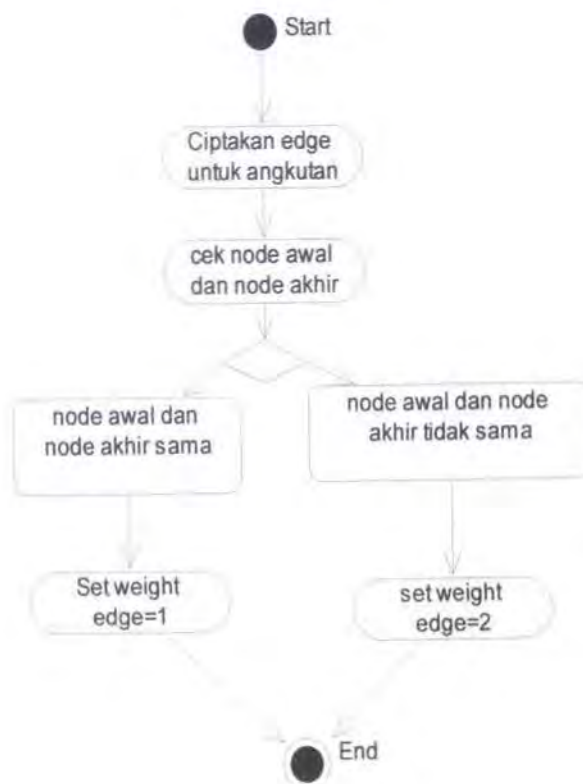 Start
Ciptakan edge
untuk angkutan
cek node awal
dan node akhir
node awal dan
node akhir sama
node awal dan node
akhir tidak sama
Set weight
edge=1
set weight
edge=2
End